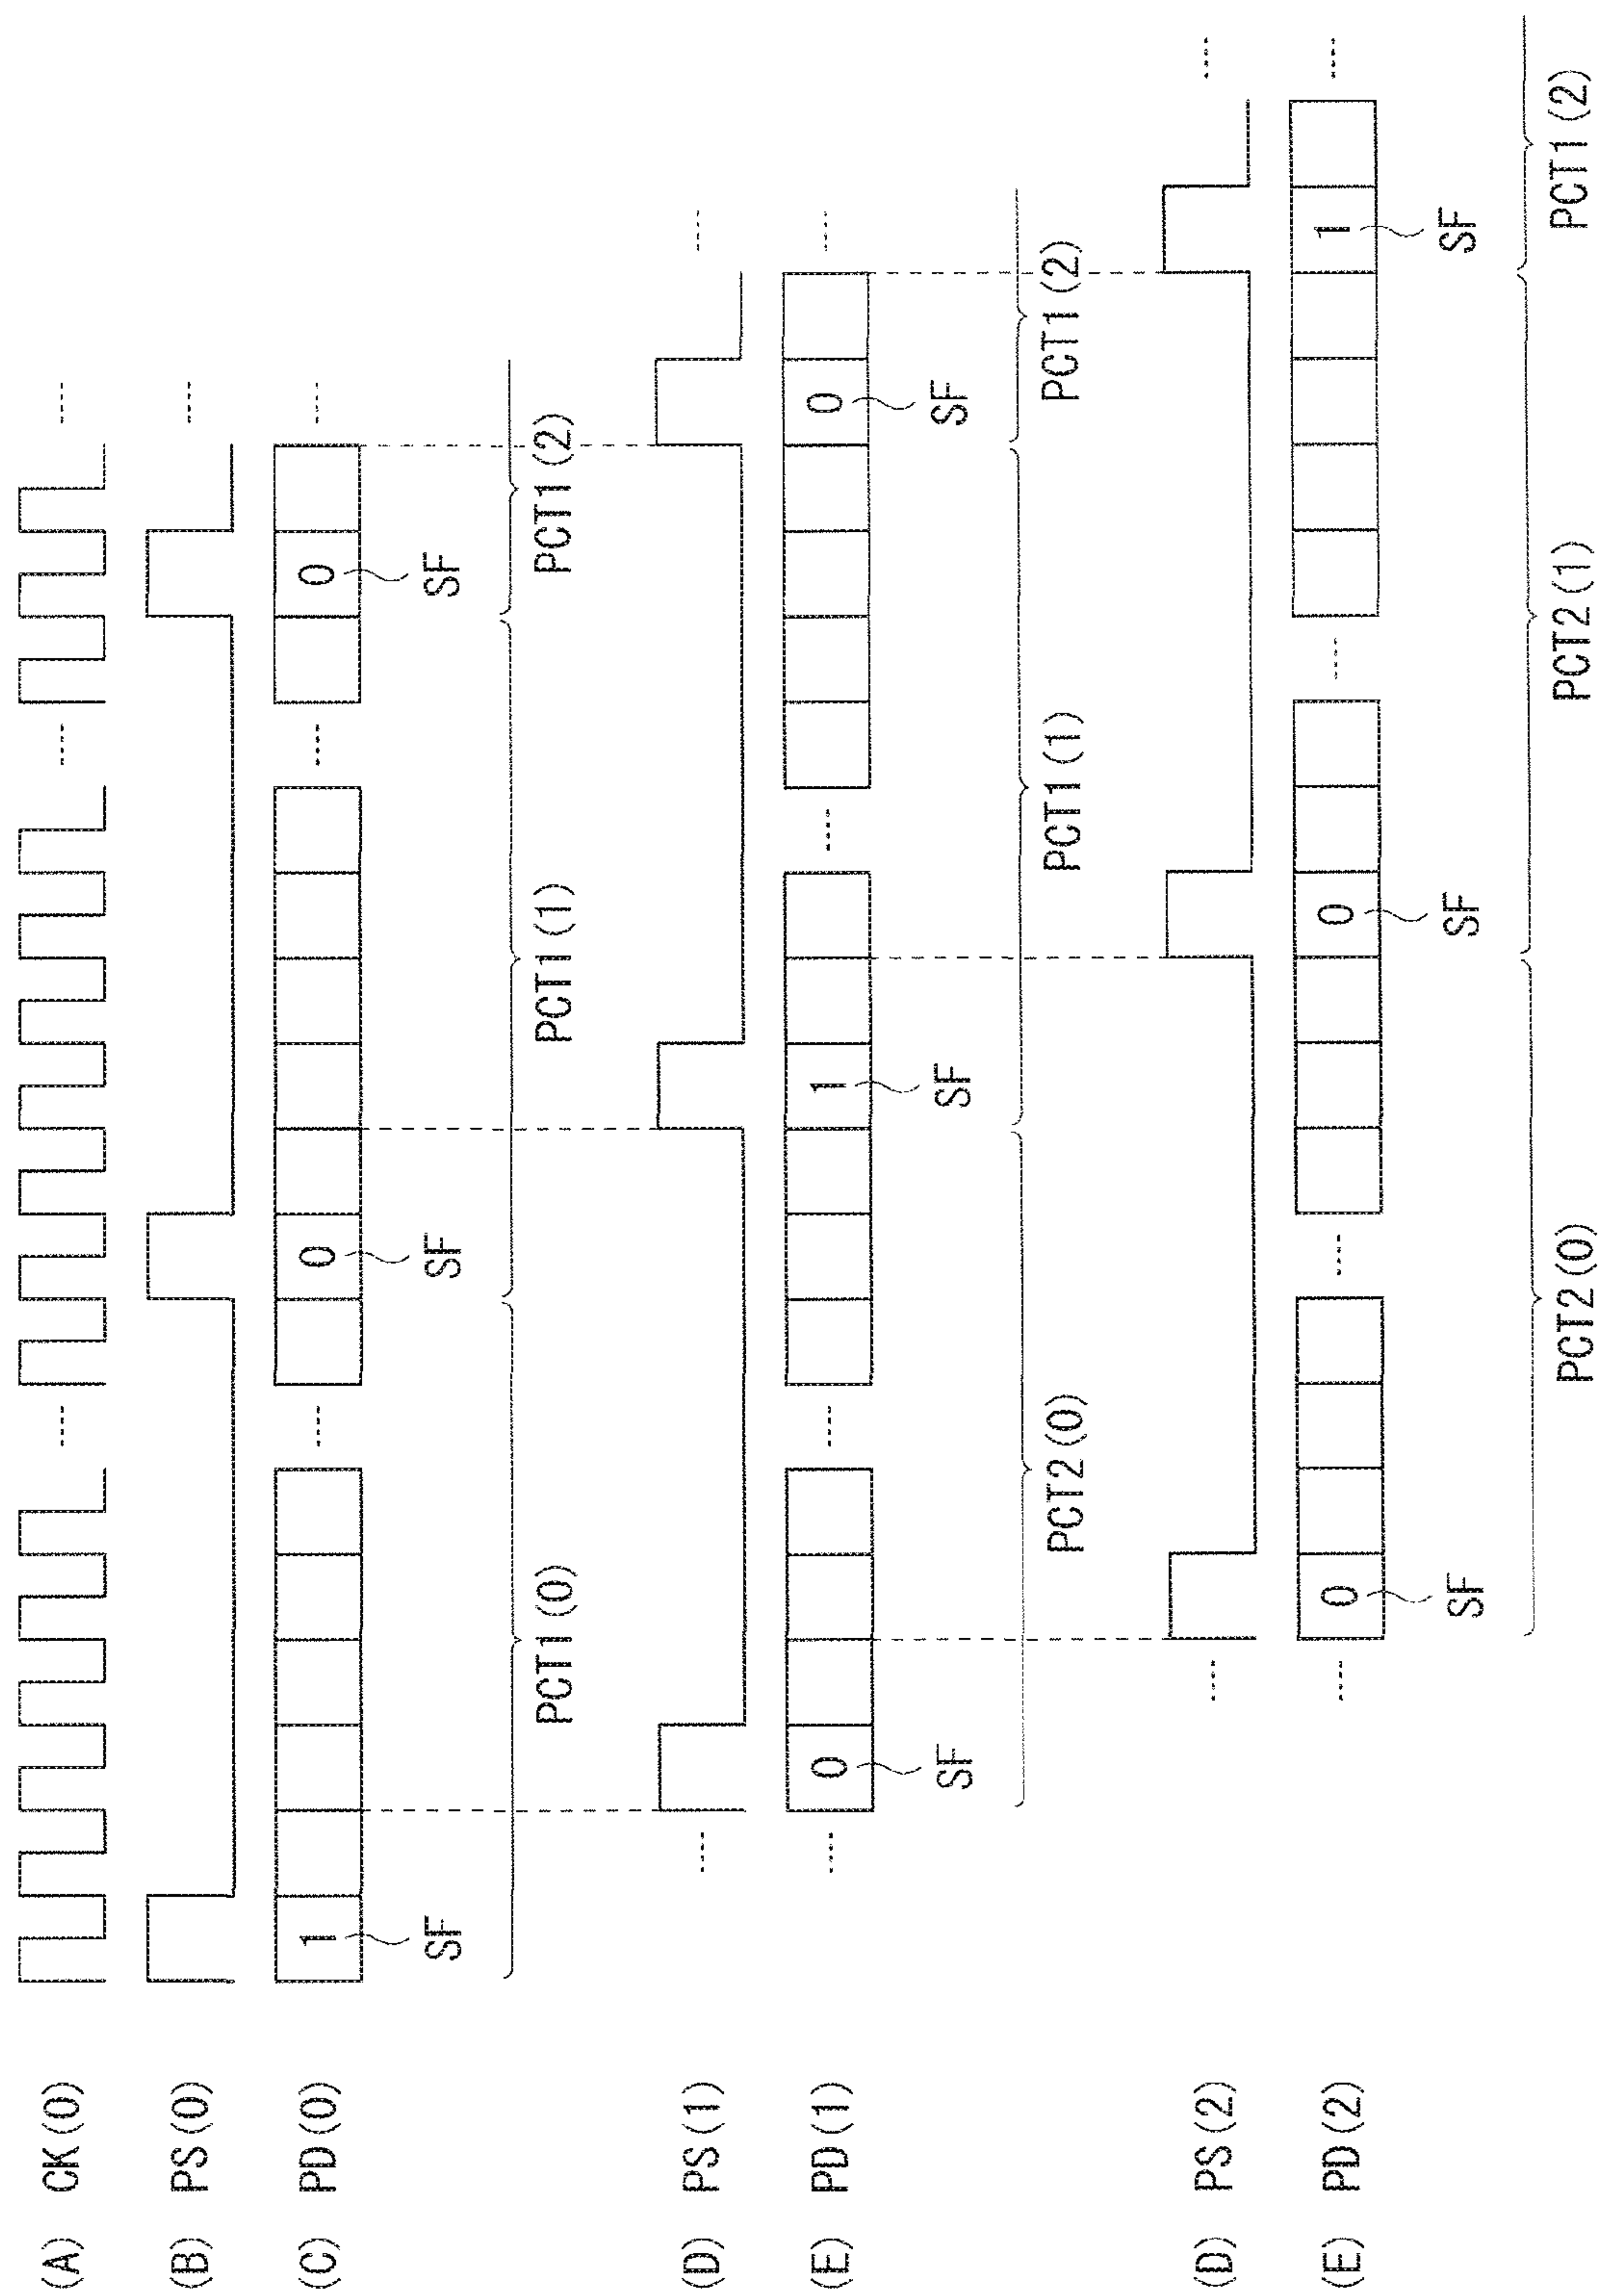 (A) CK(0)
(B) PS(0)
(C) PD(0) 1 0 0
SF SF SF
PCT1(0) PCT1(1) PCT1(2)
(D) PS(1)
(E) PD(1) 0 1 0
SF SF SF
PCT2(0) PCT1(1) PCT1(2)
(D) PS(2)
(E) PD(2) 0 0 1
SF SF SF
PCT2(0) PCT2(1) PCT1(2)